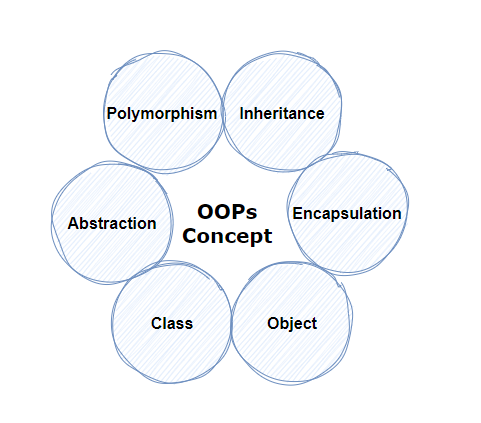 Polymorphism
Inheritance
Abstraction
OOPs
Concept
Encapsulation
Class
Object